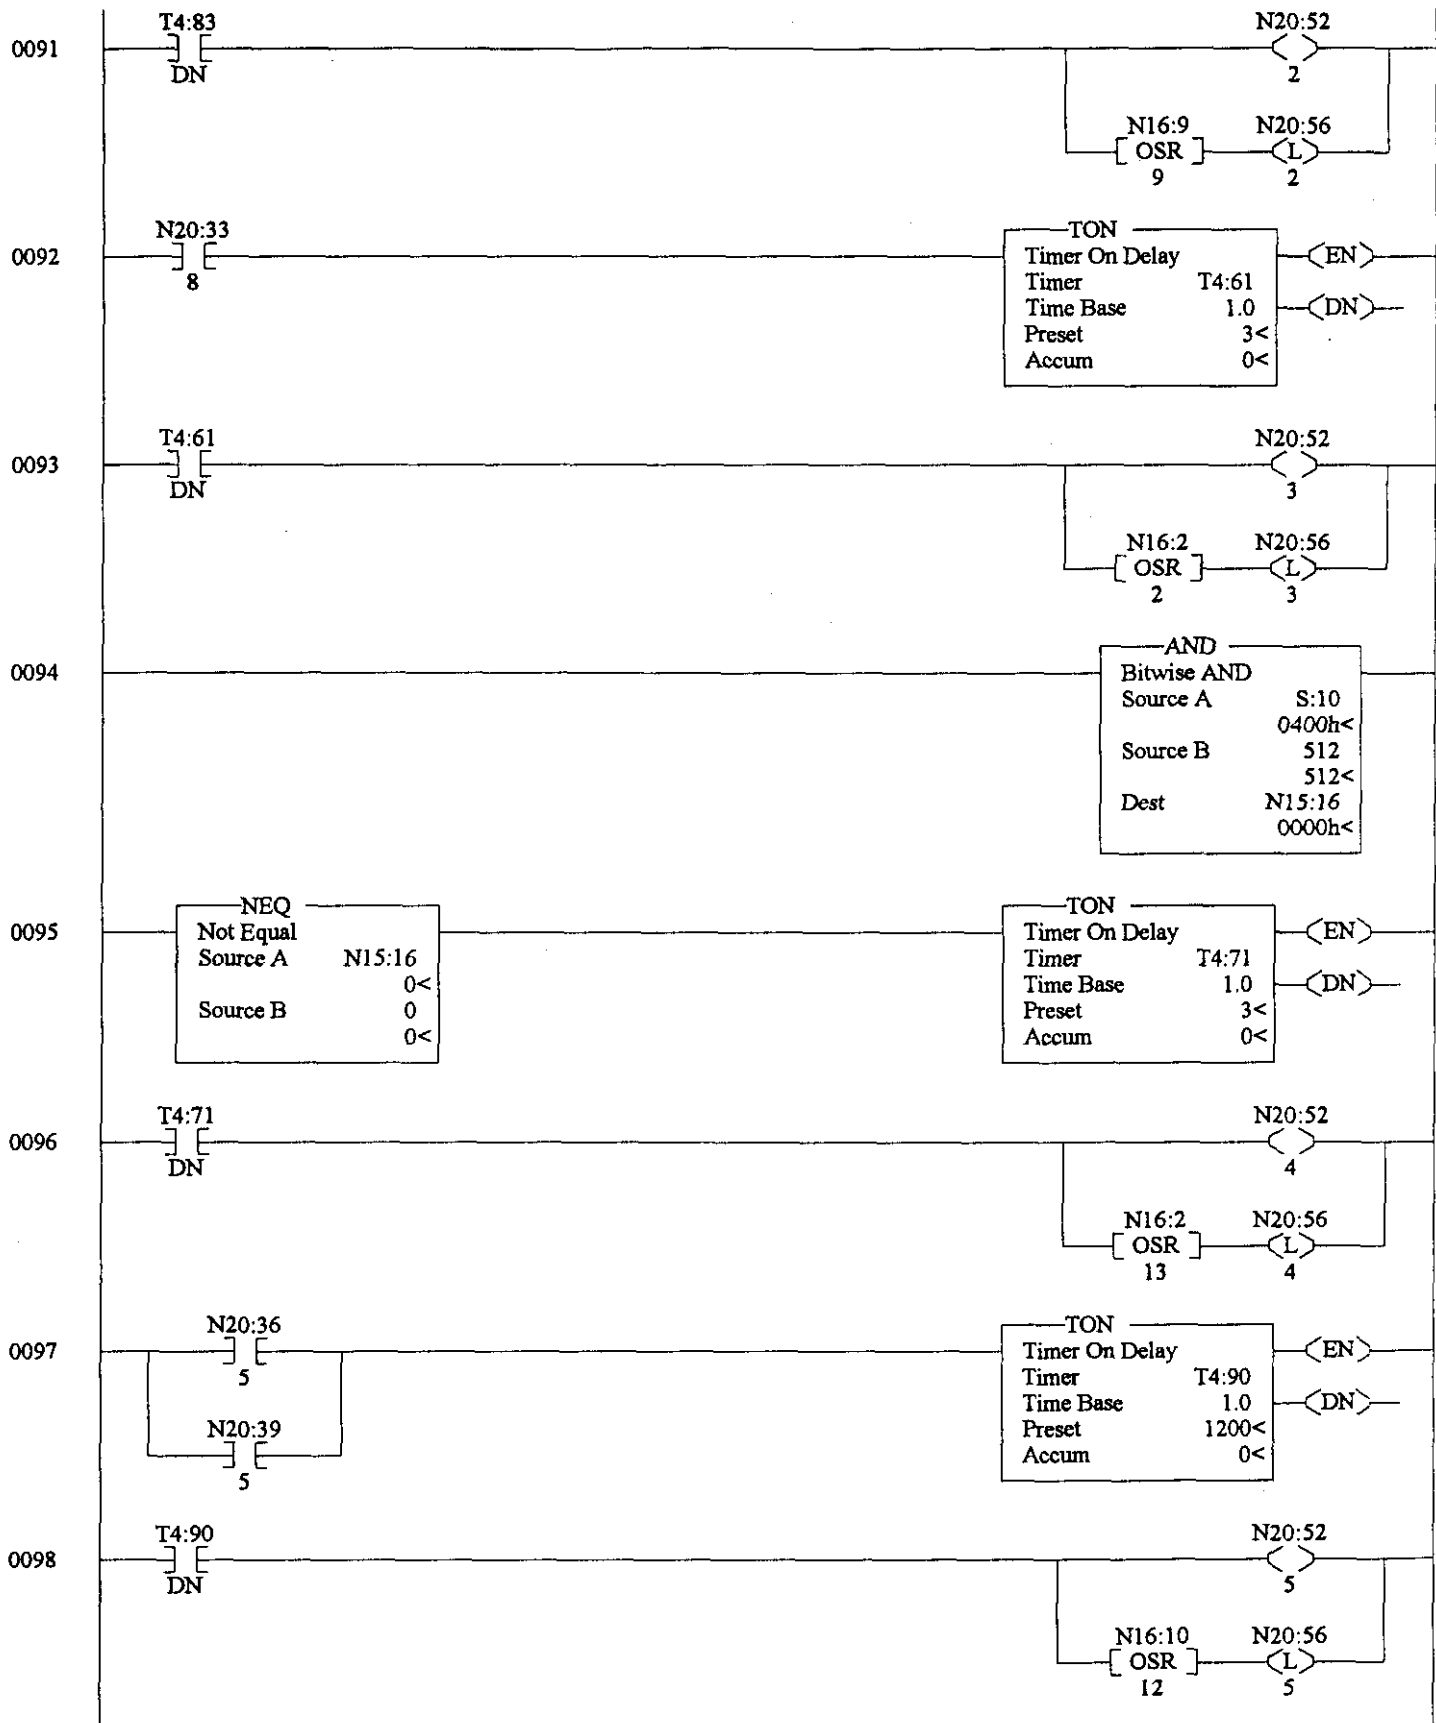 T4:83
N20:52
0091
DN
2
N16:9
N20:56
OSR
L
9
2
N20:33
TON
0092
8
Timer On Delay
EN
Timer
T4:61
Time Base
1.0
DN
Preset
3<
Accum
0<
T4:61
N20:52
0093
DN
3
N16:2
N20:56
OSR
L
2
3
AND
0094
Bitwise AND
Source A
S:10
0400h<
Source B
512
512<
Dest
N15:16
0000h<
NEQ
TON
0095
Not Equal
Timer On Delay
EN
Source A
N15:16
Timer
T4:71
0<
Time Base
1.0
DN
Source B
0
Preset
3<
0<
Accum
0<
T4:71
N20:52
0096
DN
4
N16:2
N20:56
OSR
L
13
4
N20:36
TON
0097
5
Timer On Delay
EN
Timer
T4:90
N20:39
Time Base
1.0
DN
Preset
1200<
5
Accum
0<
T4:90
N20:52
0098
DN
5
N16:10
N20:56
OSR
L
12
5